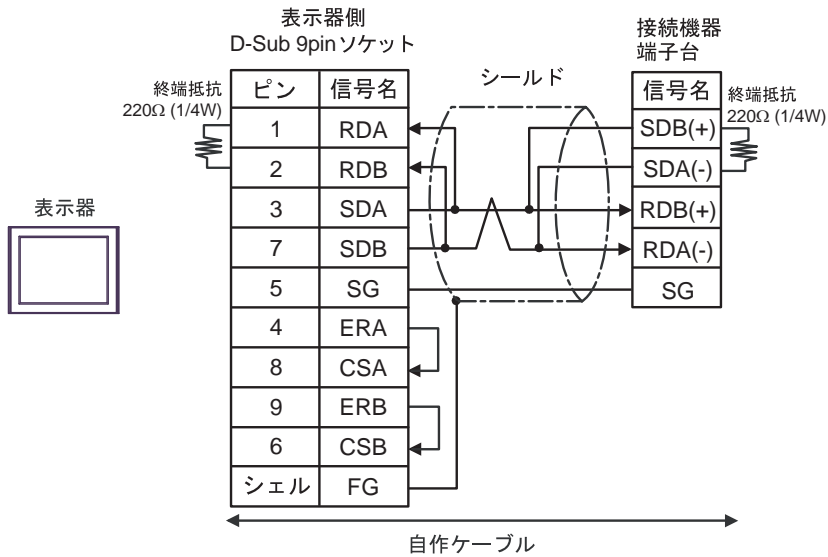 表示器側
D-Sub 9pinソケット
接続機器
端子台
シールド
終端抵抗
220Ω (1/4W)
ピン 信号名
1 RDA
2 RDB
3 SDA
7 SDB
5 SG
4 ERA
8 CSA
9 ERB
6 CSB
シェル FG
信号名
SDB(+)
SDA(-)
RDB(+)
RDA(-)
SG
終端抵抗
220Ω (1/4W)
表示器
自作ケーブル